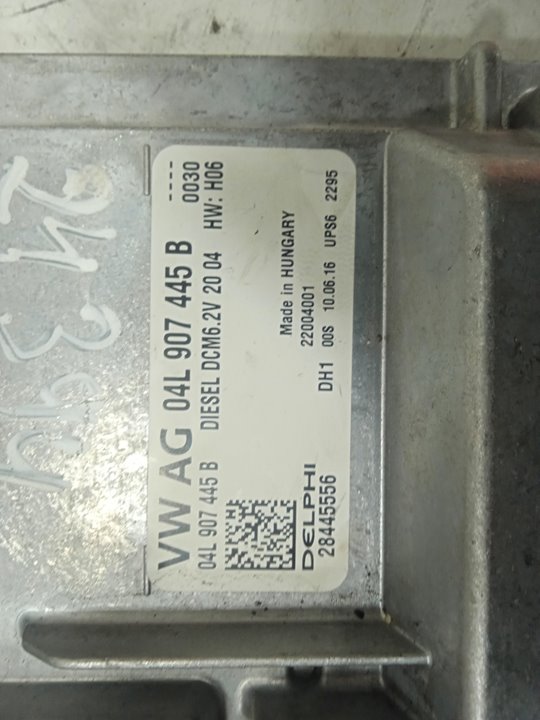 VW AG 04L 907 445 B ----
04L 907 445 B DIESEL DCM6.2V 20 04 0030
HW: H06
Made in HUNGARY
22004001
DELPHI
28445556 DH1 00S 10.06.16 UPS6 2295